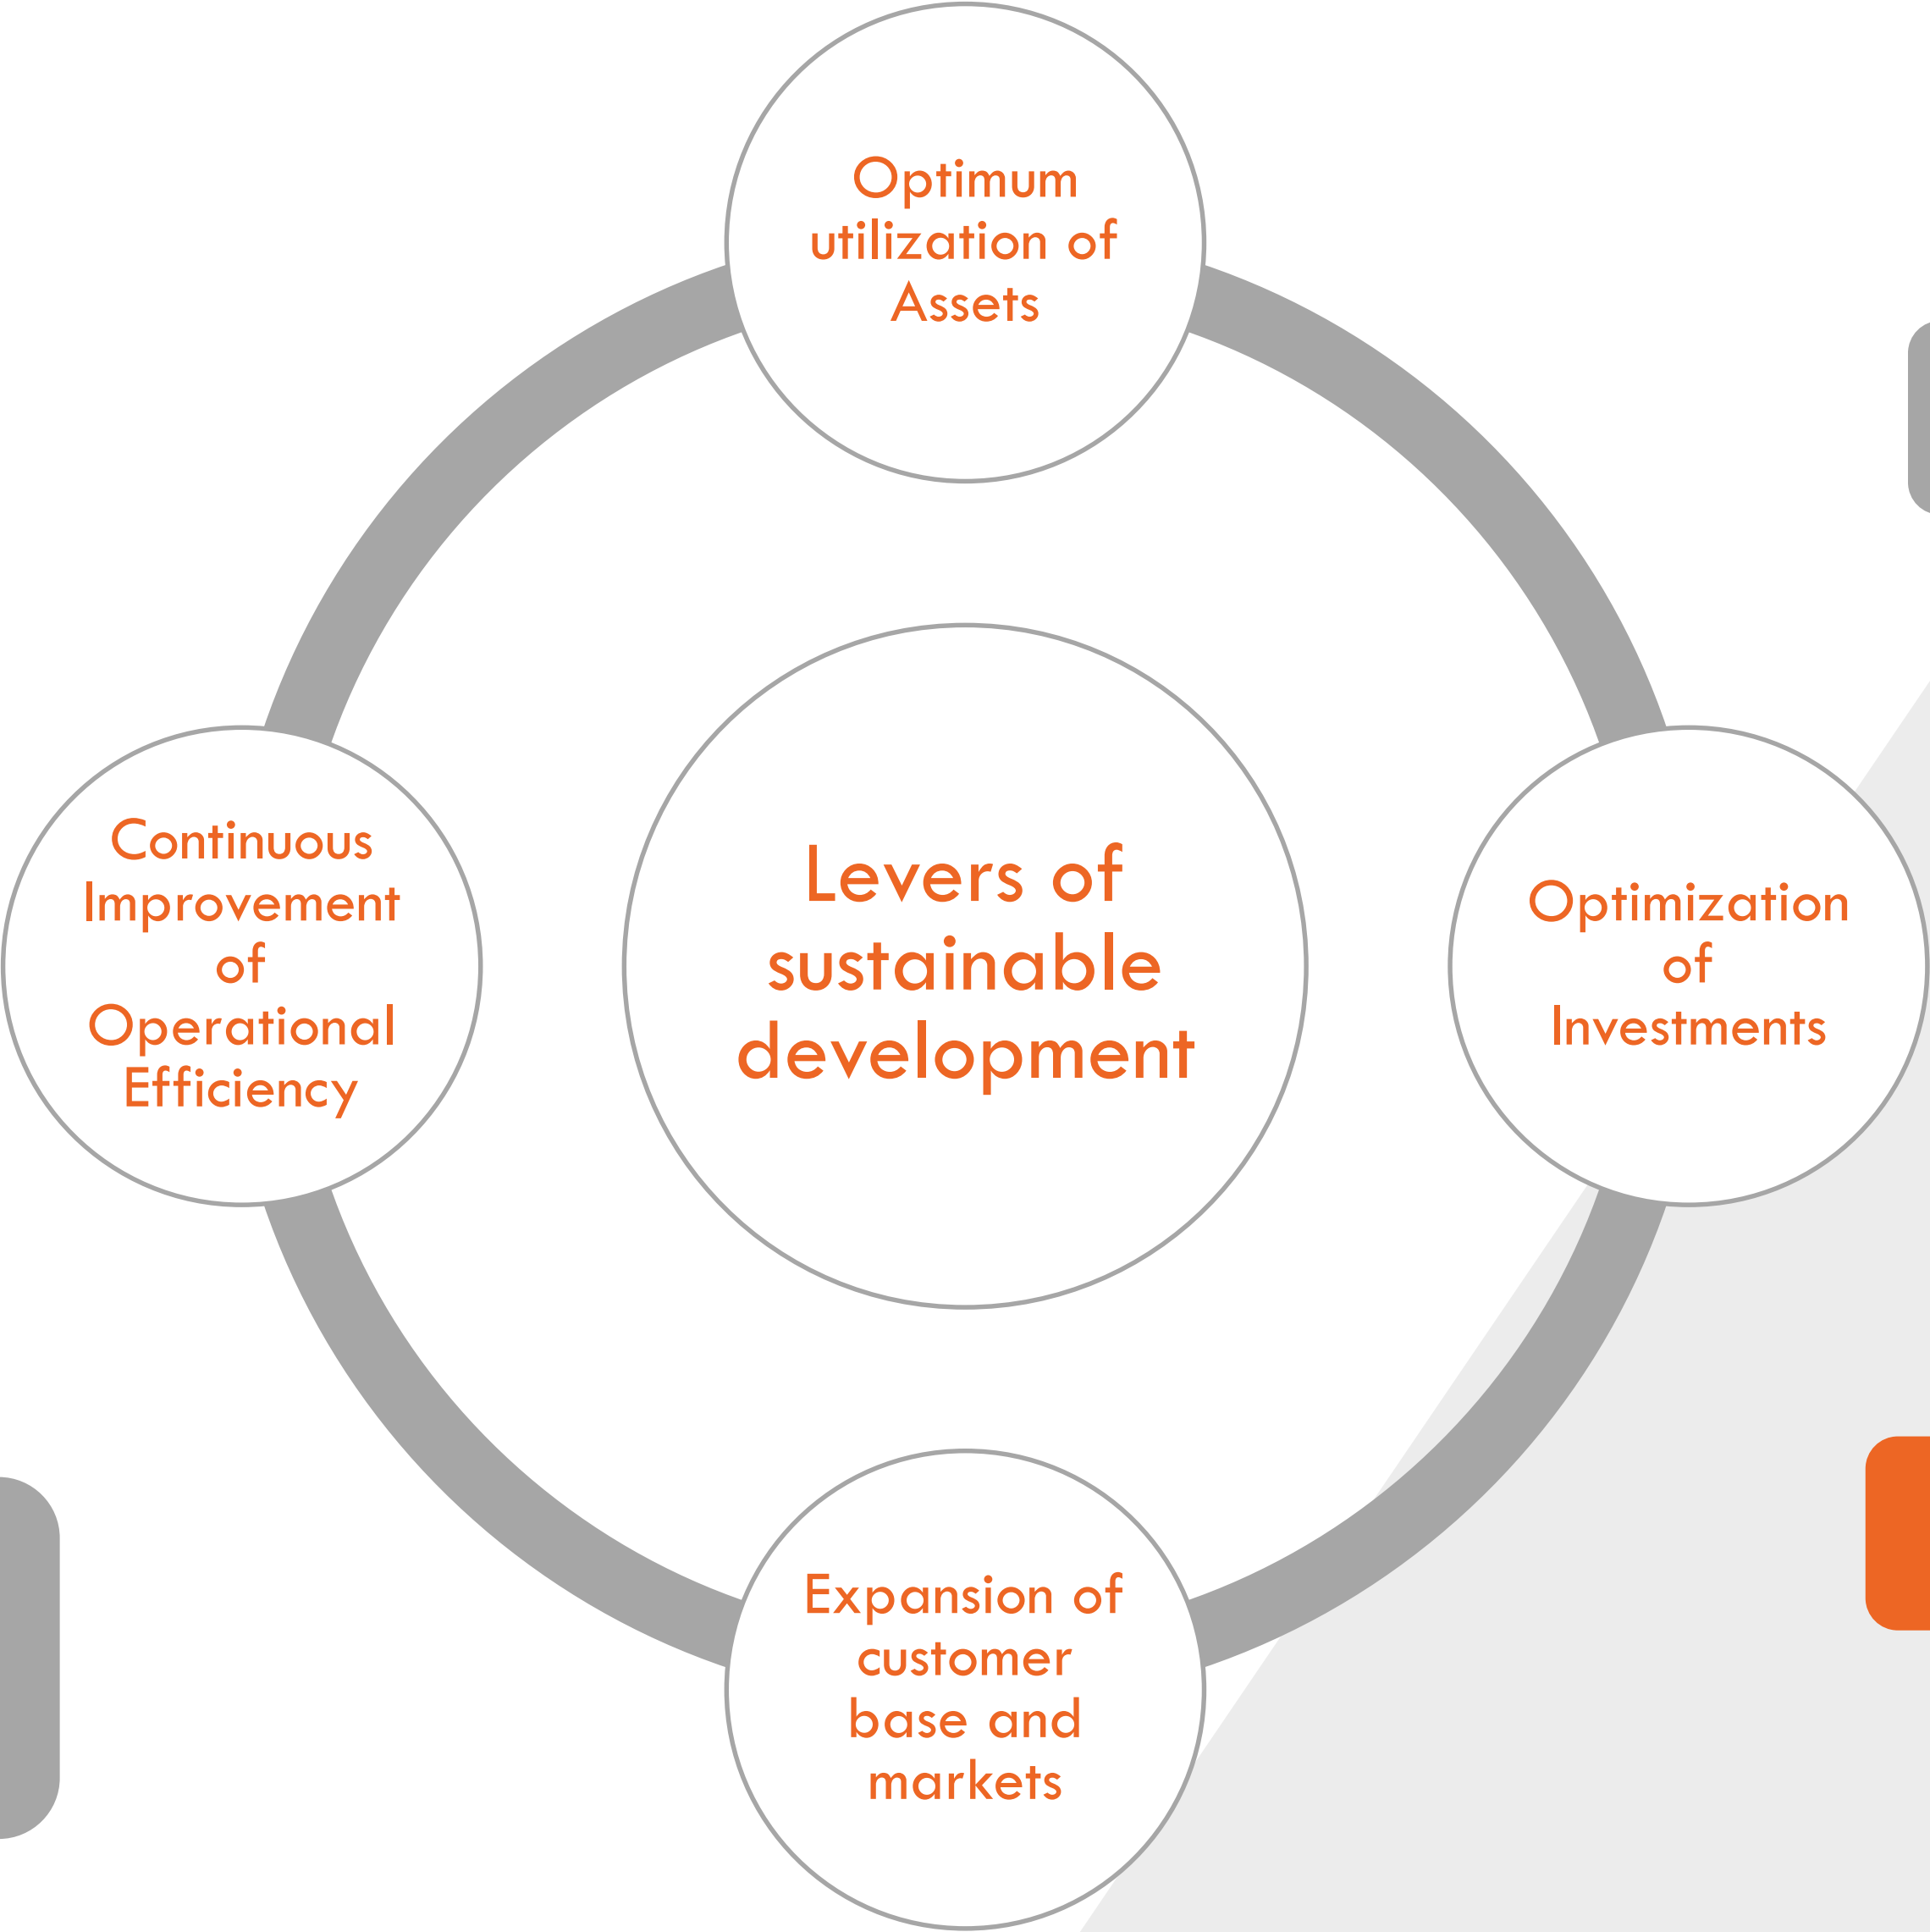 Optimum
utilization of
Assets
Continuous
Improvement
of
Operational
Efficiency
Levers of
sustainable
development
Optimization
of
Investments
Expansion of
customer
base and
markets